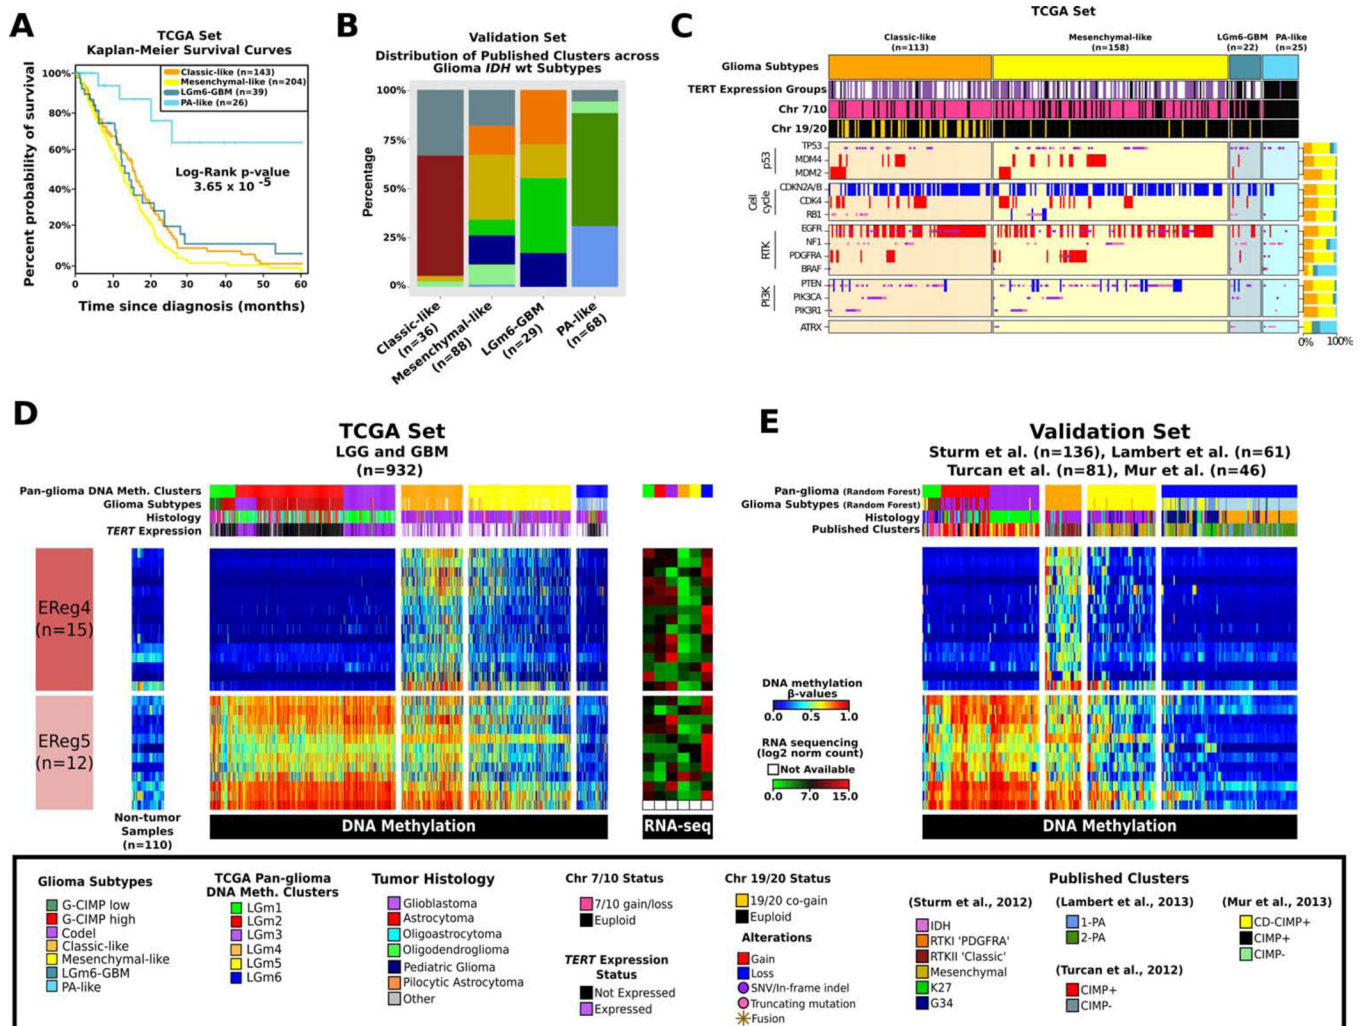 A
TCGA Set
Kaplan-Meier Survival Curves
Classic-like (n=143)
Mesenchymal-like (n=204)
LGm6-GBM (n=39)
PA-like (n=26)
Log-Rank p-value
3.65 x 10 -5
Percent probability of survival
100%
80%
60%
40%
20%
0%
0 10 20 30 40 50 60
Time since diagnosis (months)
B
Validation Set
Distribution of Published Clusters across
Glioma IDH wt Subtypes
Percentage
100%
75%
50%
25%
0%
Classic-like
(n=36)
Mesenchymal-like
(n=88)
LGm6-GBM
(n=29)
PA-like
(n=68)
C
TCGA Set
Classic-like
(n=113)
Mesenchymal-like
(n=158)
LGm6-GBM
(n=22)
PA-like
(n=25)
Glioma Subtypes
TERT Expression Groups
Chr 7/10
Chr 19/20
p53
TP53
MDM4
MDM2
Cell cycle
CDKN2A/B
CDK4
RB1
RTK
EGFR
NF1
PDGFRA
BRAF
PI3K
PTEN
PIK3CA
PIK3R1
ATRX
0% 100%
D
TCGA Set
LGG and GBM
(n=932)
Pan-glioma DNA Meth. Clusters
Glioma Subtypes
Histology
TERT Expression
EReg4
(n=15)
EReg5
(n=12)
Non-tumor
Samples
(n=110)
DNA Methylation
RNA-seq
DNA methylation
β-values
0.0 0.5 1.0
RNA sequencing
(log2 norm count)
Not Available
0.0 7.0 15.0
E
Validation Set
Sturm et al. (n=136), Lambert et al. (n=61)
Turcan et al. (n=81), Mur et al. (n=46)
Pan-glioma (Random Forest)
Glioma Subtypes (Random Forest)
Histology
Published Clusters
DNA Methylation
Glioma Subtypes
G-CIMP low
G-CIMP high
Codel
Classic-like
Mesenchymal-like
LGm6-GBM
PA-like
TCGA Pan-glioma
DNA Meth. Clusters
LGm1
LGm2
LGm3
LGm4
LGm5
LGm6
Tumor Histology
Glioblastoma
Astrocytoma
Oligoastrocytoma
Oligodendroglioma
Pediatric Glioma
Pilocytic Astrocytoma
Other
Chr 7/10 Status
7/10 gain/loss
Euploid
TERT Expression
Status
Not Expressed
Expressed
Chr 19/20 Status
19/20 co-gain
Euploid
Alterations
Gain
Loss
SNV/In-frame indel
Truncating mutation
Fusion
Published Clusters
(Sturm et al., 2012)
IDH
RTKI 'PDGFRA'
RTKII 'Classic'
Mesenchymal
K27
G34
(Lambert et al., 2013)
1-PA
2-PA
(Turcan et al., 2012)
CIMP+
CIMP-
(Mur et al., 2013)
CD-CIMP+
CIMP+
CIMP-